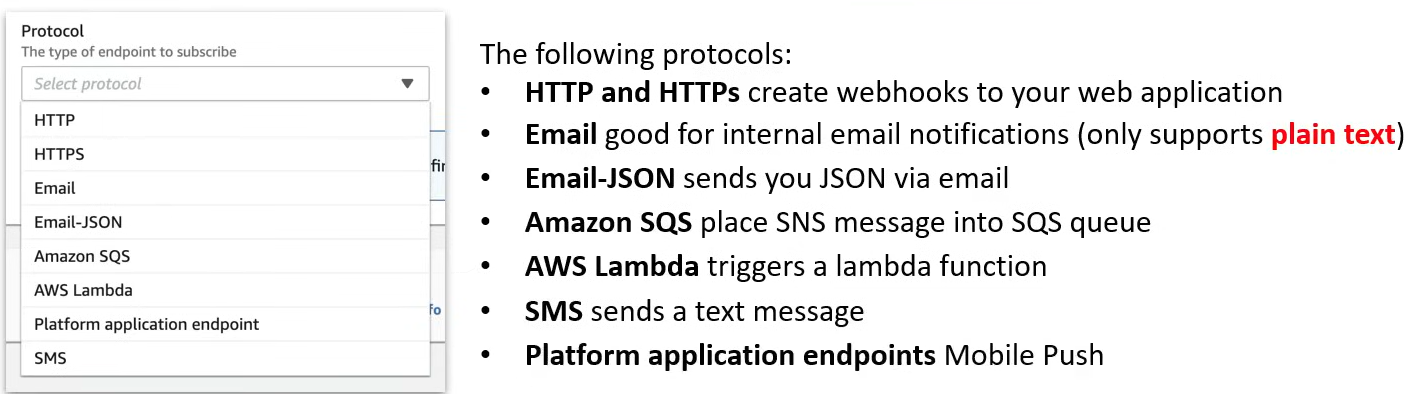 Protocol
The type of endpoint to subscribe
Select protocol
HTTP
HTTPS
Email
Email-JSON
Amazon SQS
AWS Lambda
Platform application endpoint
SMS
The following protocols:
• HTTP and HTTPs create webhooks to your web application
• Email good for internal email notifications (only supports plain text)
• Email-JSON sends you JSON via email
• Amazon SQS place SNS message into SQS queue
• AWS Lambda triggers a lambda function
• SMS sends a text message
• Platform application endpoints Mobile Push